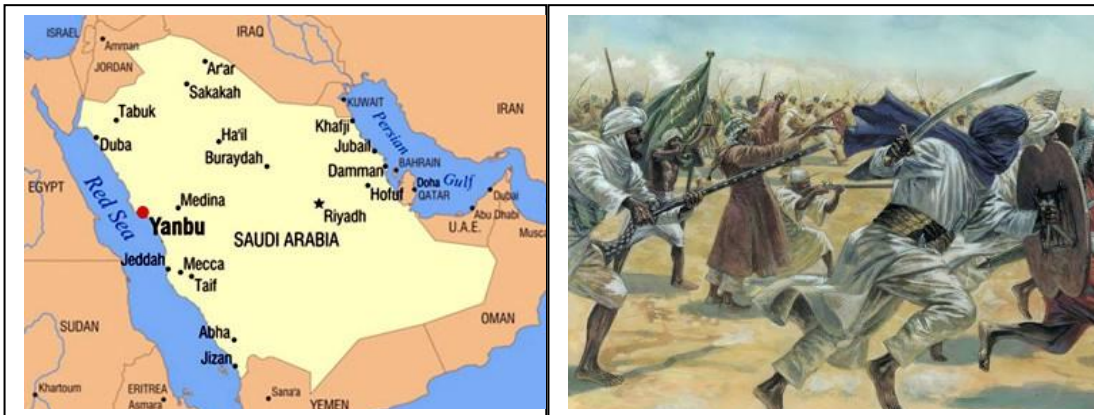 ISRAEL
Amman
JORDAN
IRAQ
Ar'ar
Sakakah
KUWAIT
IRAN
Tabuk
Duba
Ha'il
Buraydah
Khafji
Jubail
Persian
Gulf
Damman
BAHRAIN
Doha
QATAR
Dubai
Hofuf
Abu Dhabi
U.A.E.
Musca
EGYPT
Red Sea
Medina
Yanbu
Riyadh
SAUDI ARABIA
Jeddah
Mecca
Taif
OMAN
SUDAN
Abha
Jizan
Khartoum
ERITREA
Asmara
Sana'a
YEMEN